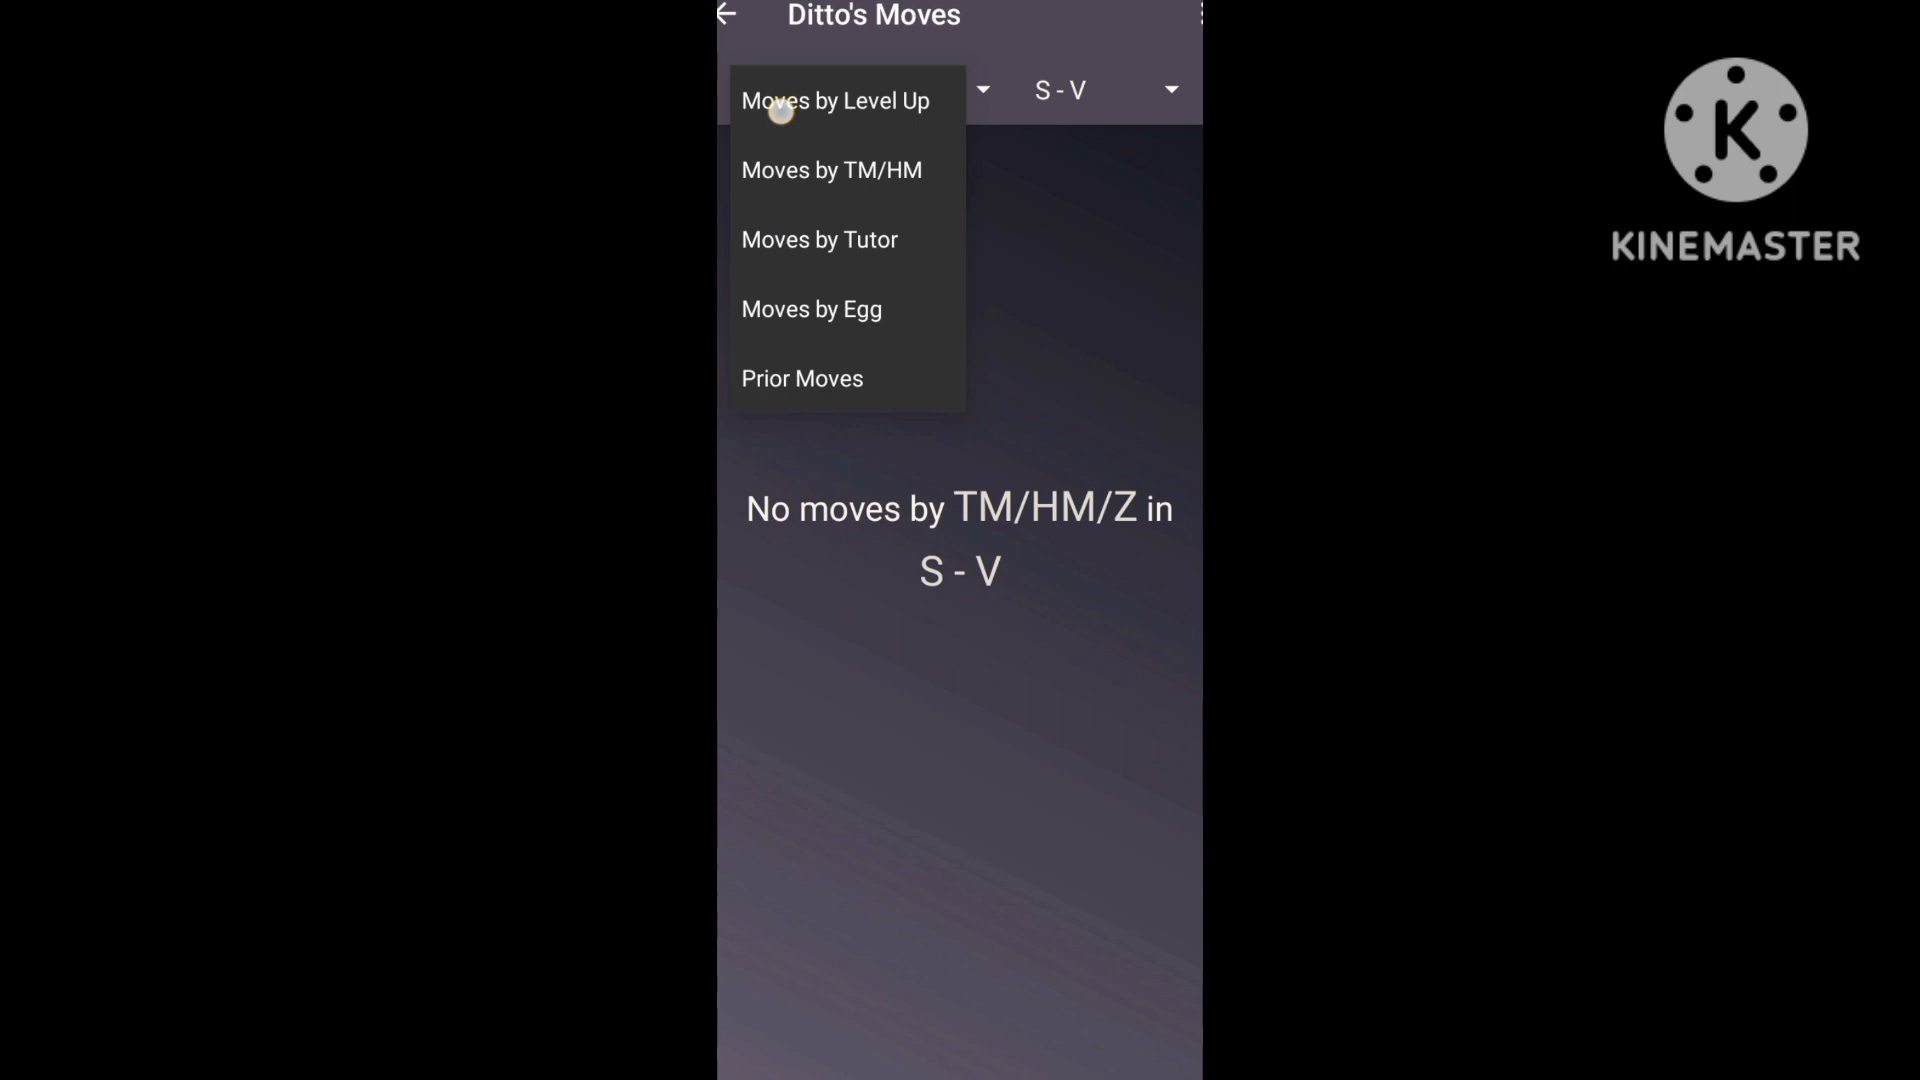 Ditto's Moves
S - V
Moves by Level Up
Moves by TM/HM
Moves by Tutor
Moves by Egg
Prior Moves
No moves by TM/HM/Z in
S - V
K
KINEMASTER